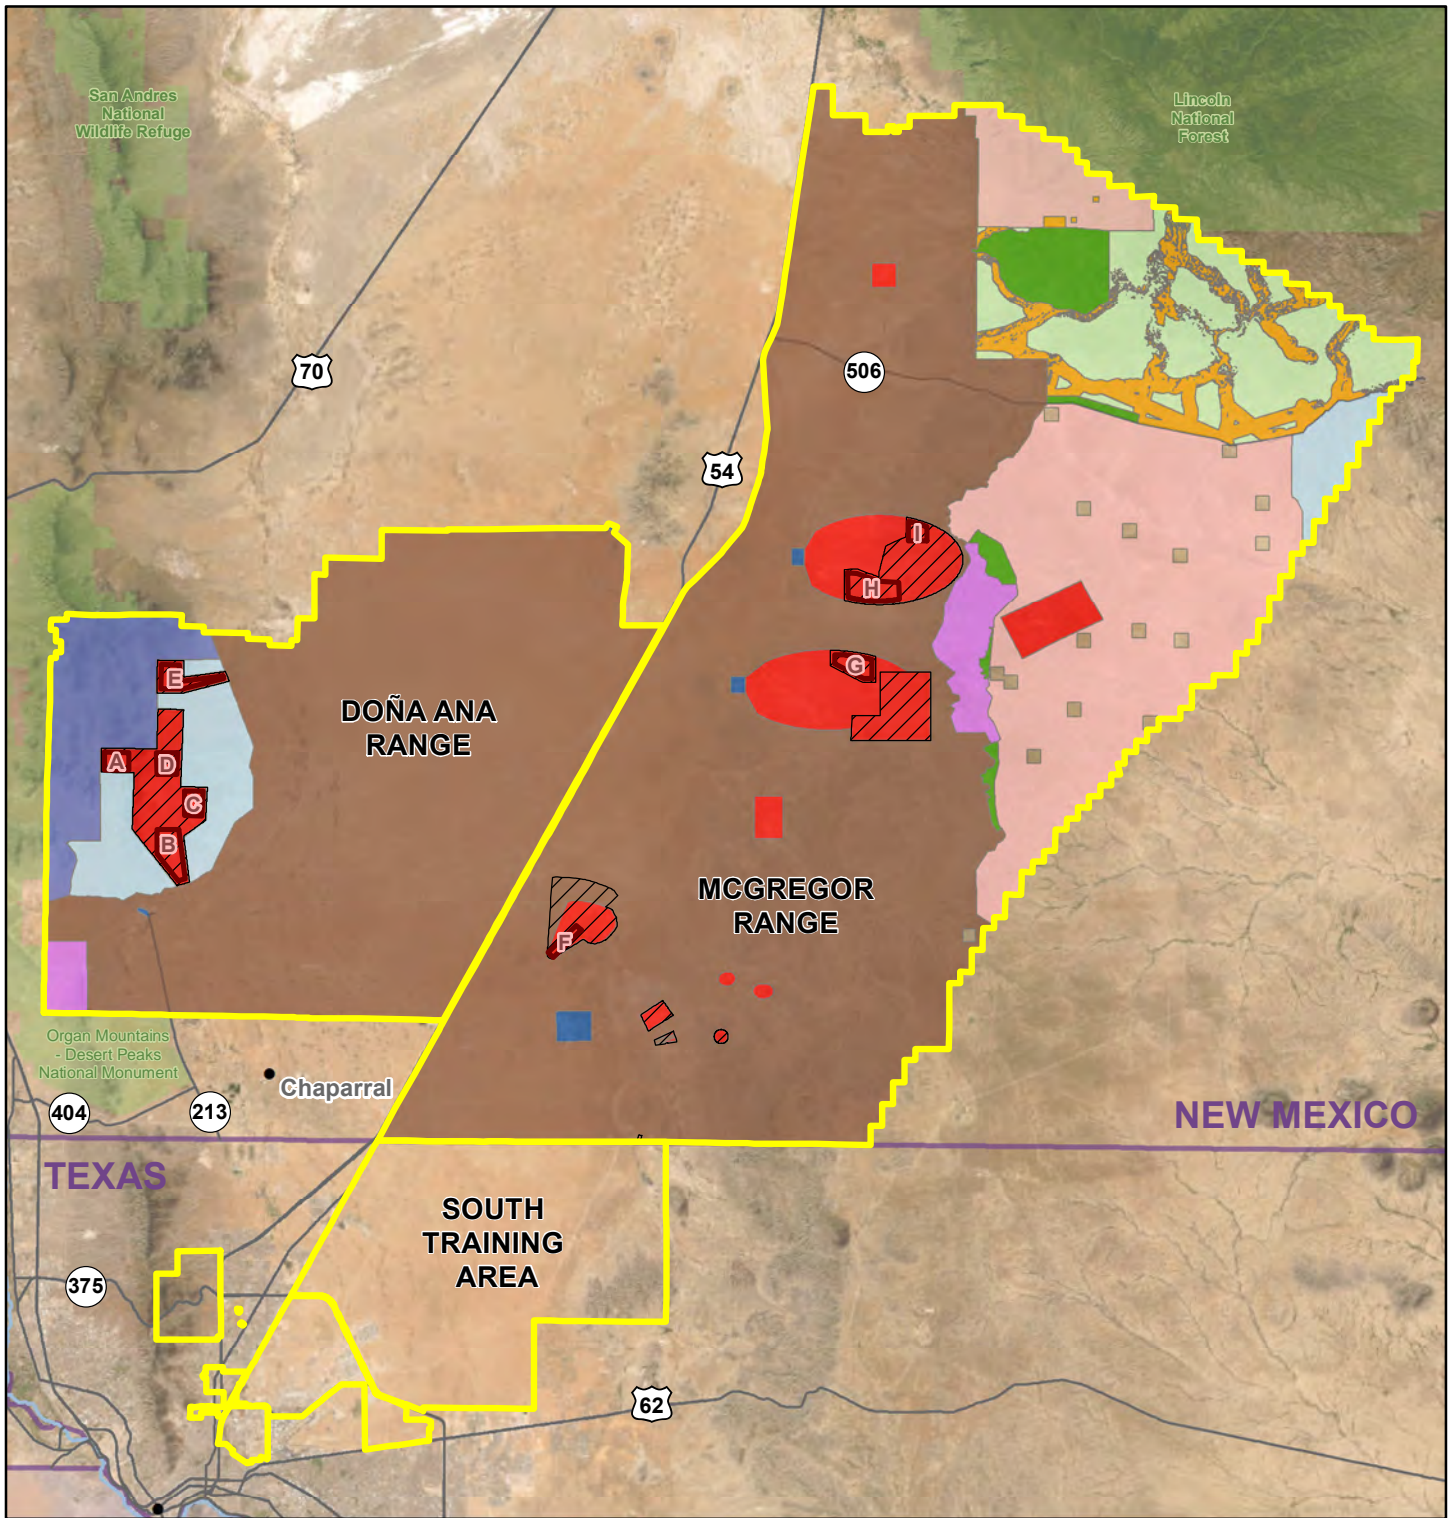 San Andres
National
Wildlife Refuge
Lincoln
National
Forest
70
506
54
I
H
E
G
DOÑA ANA
RANGE
A
D
C
B
MCGREGOR
RANGE
F
Organ Mountains
- Desert Peaks
National Monument
Chaparral
404
213
NEW MEXICO
TEXAS
SOUTH
TRAINING
AREA
375
62